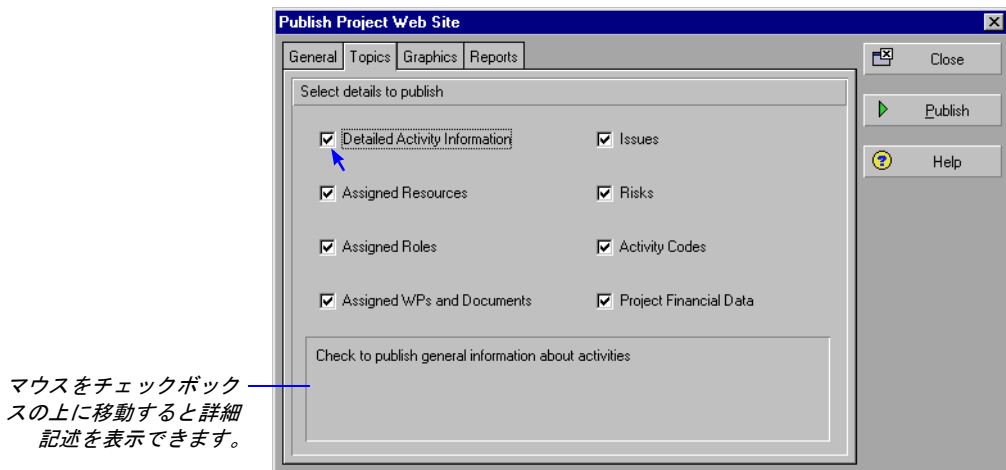 Publish Project Web Site
General Topics Graphics Reports
Close
Select details to publish
Publish
Detailed Activity Information Issues
Help
Assigned Resources Risks
Assigned Roles Activity Codes
Assigned WPs and Documents Project Financial Data
Check to publish general information about activities
マウスをチェックボック
スの上に移動すると詳細
記述を表示できます。